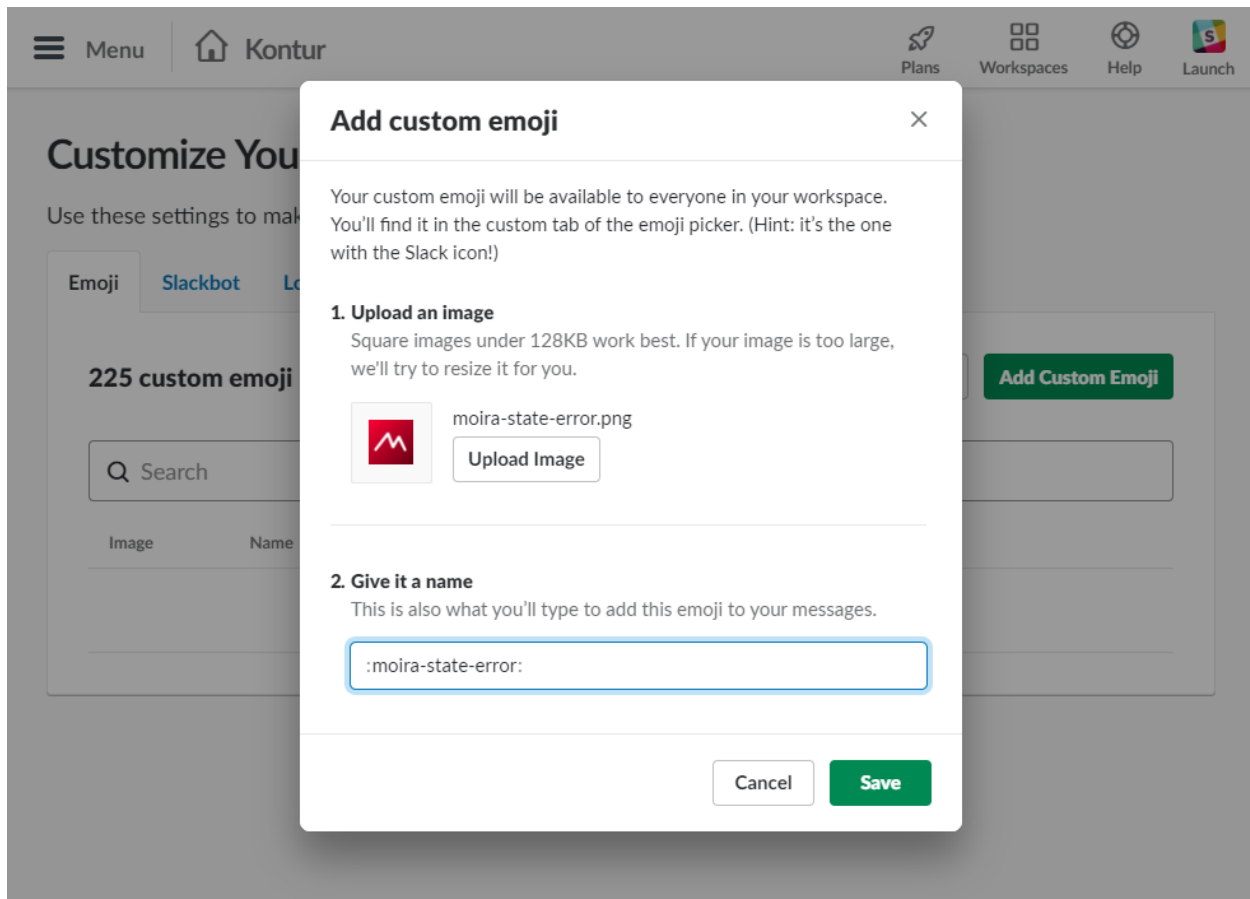 Menu
Kontur
Plans
Workspaces
Help
S
Launch
Customize You
Use these settings to mak
Emoji
Slackbot
Lo
225 custom emoji
Add Custom Emoji
Search
Image
Name
Add custom emoji
Your custom emoji will be available to everyone in your workspace.
You’ll find it in the custom tab of the emoji picker. (Hint: it’s the one
with the Slack icon!)
1. Upload an image
Square images under 128KB work best. If your image is too large,
we'll try to resize it for you.
moira-state-error.png
Upload Image
2. Give it a name
This is also what you’ll type to add this emoji to your messages.
:moira-state-error:
Cancel
Save